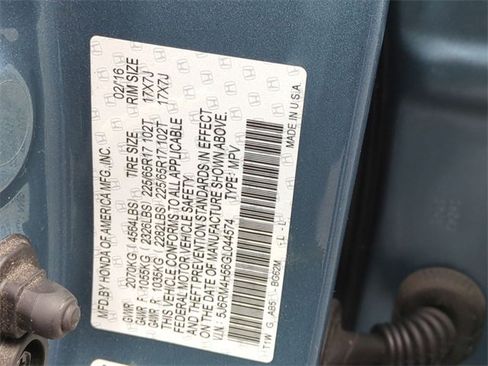 MFD. BY HONDA OF AMERICA MFG., INC. 02/16
GVWR 2070KG (4564LBS) TIRE SIZE RIM SIZE
GAWR F 1055KG (2326LBS) 225/65R17 102T 17X7J
GAWR R 1035KG (2282LBS) 225/65R17 102T 17X7J
THIS VEHICLE CONFORMS TO ALL APPLICABLE
FEDERAL MOTOR VEHICLE SAFETY
AND THEFT PREVENTION STANDARDS IN EFFECT
ON THE DATE OF MANUFACTURE SHOWN ABOVE.
V.I.N.: 5J6RM4H56GL044574 TYPE: MPV
T1W G_AB5 - BG62M L - L MADE IN U.S.A